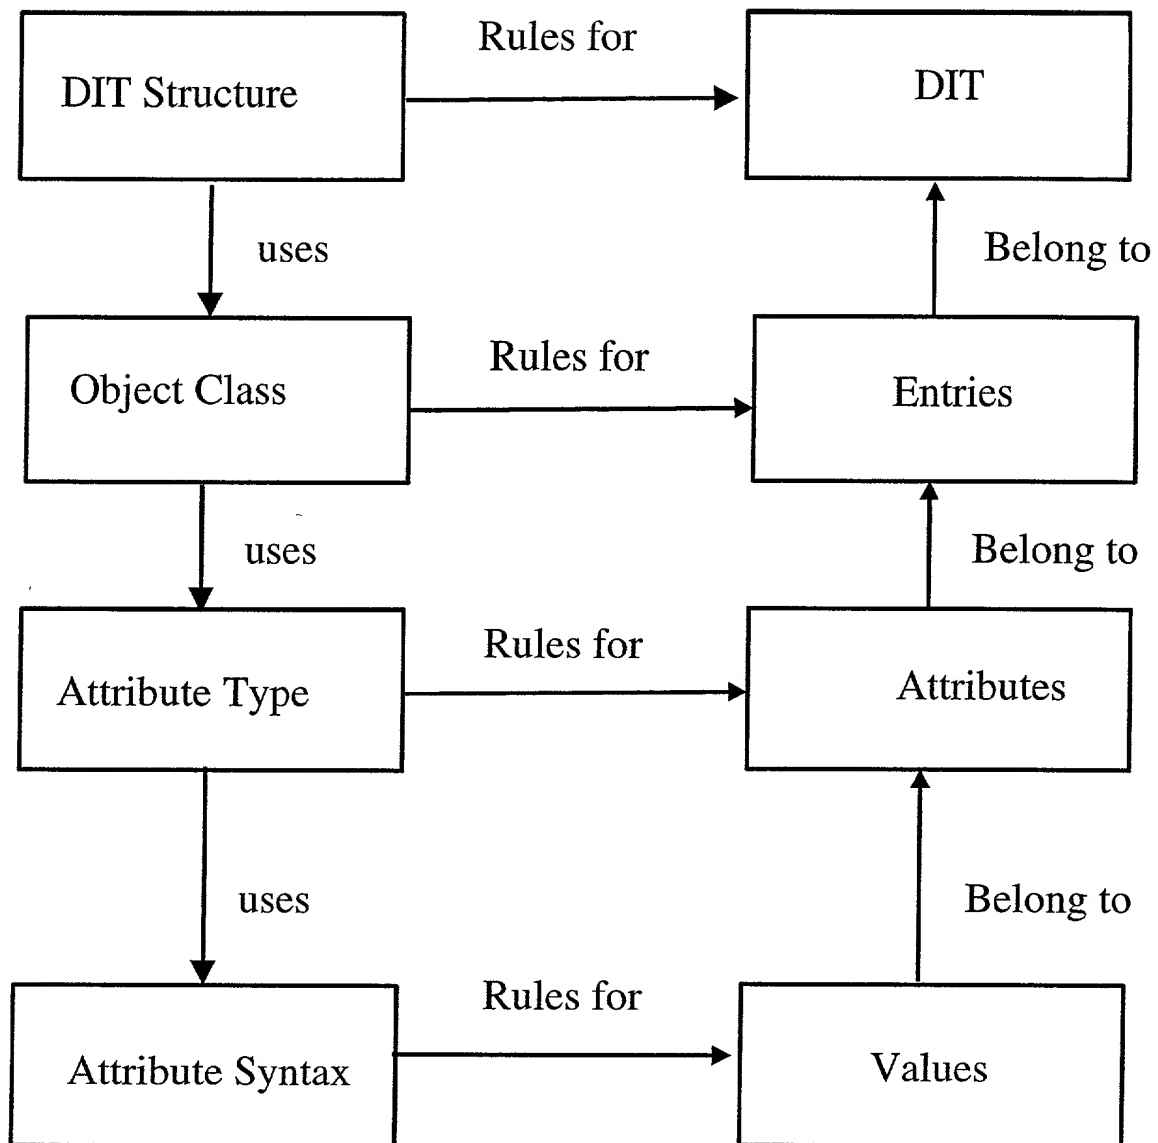 Rules for
DIT Structure
DIT
uses
Belong to
Rules for
Object Class
Entries
uses
Belong to
Rules for
Attribute Type
Attributes
uses
Belong to
Rules for
Attribute Syntax
Values